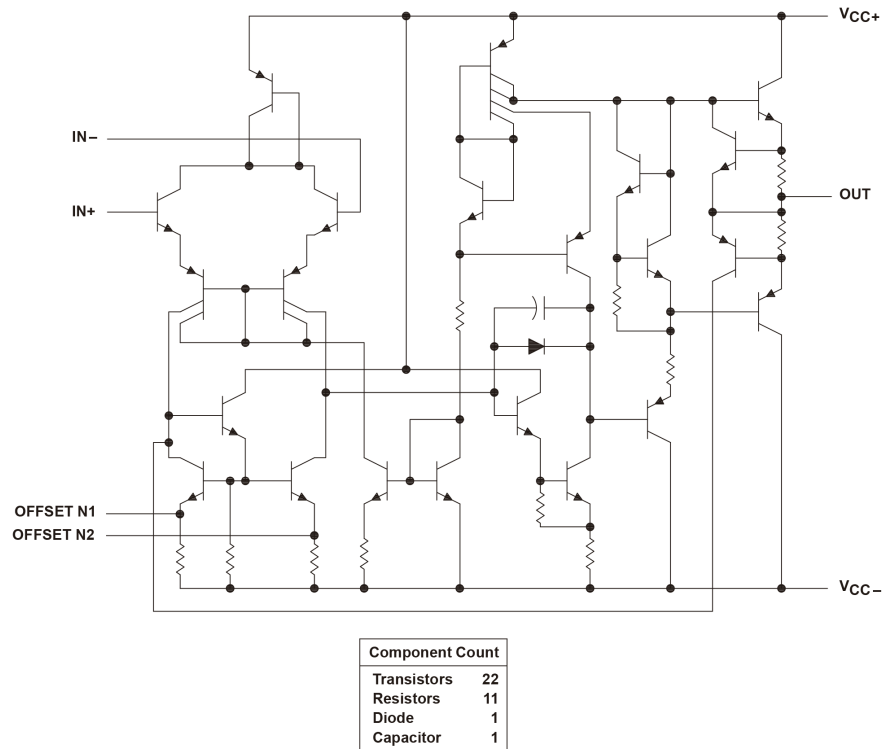 VCC+
IN−
IN+
OUT
OFFSET N1
OFFSET N2
VCC−
Component Count
Transistors 22
Resistors 11
Diode 1
Capacitor 1